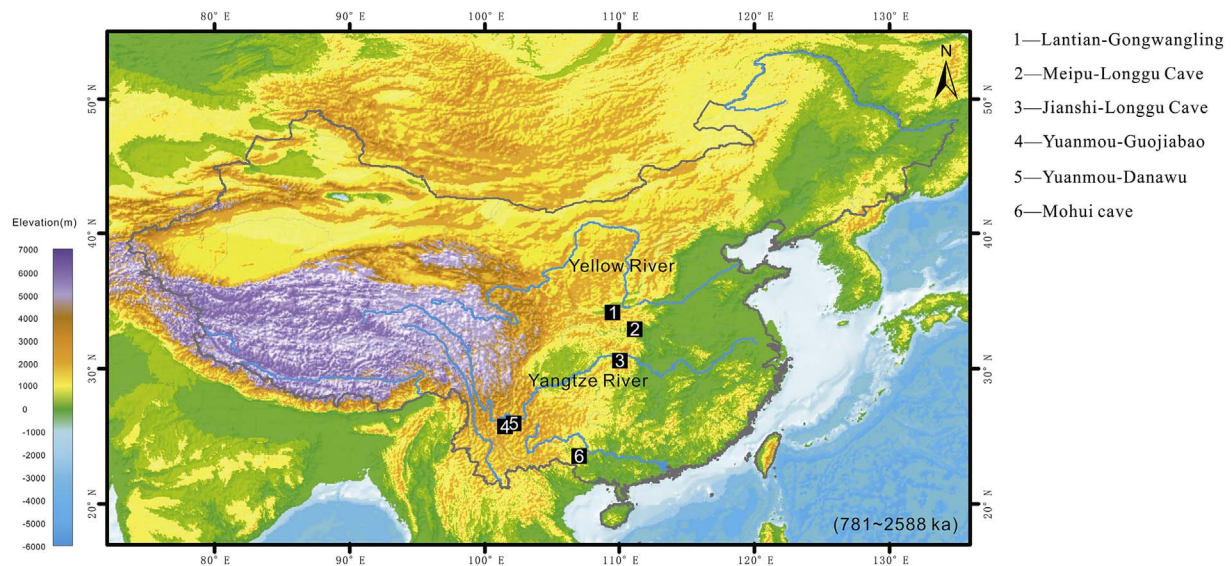 80° E 90° E 100° E 110° E 120° E 130° E
1—Lantian-Gongwangling
2—Meipu-Longgu Cave
3—Jianshi-Longgu Cave
4—Yuanmou-Guojiabao
5—Yuanmou-Danawu
6—Mohui cave
N
50° N
50° N
40° N
40° N
30° N
30° N
20° N
20° N
Elevation(m)
7000
6000
5000
4000
3000
2000
1000
0
-1000
-2000
-3000
-4000
-5000
-6000
Yellow River
1
2
3
Yangtze River
4 5
6
(781~2588 ka)
80° E 90° E 100° E 110° E 120° E 130° E